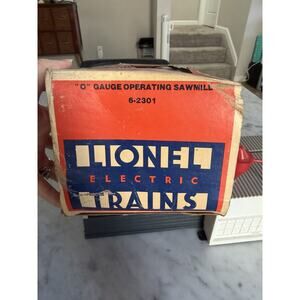 "O" GAUGE OPERATING SAWMILL
6-2301
LIONEL
ELECTRIC
TRAINS